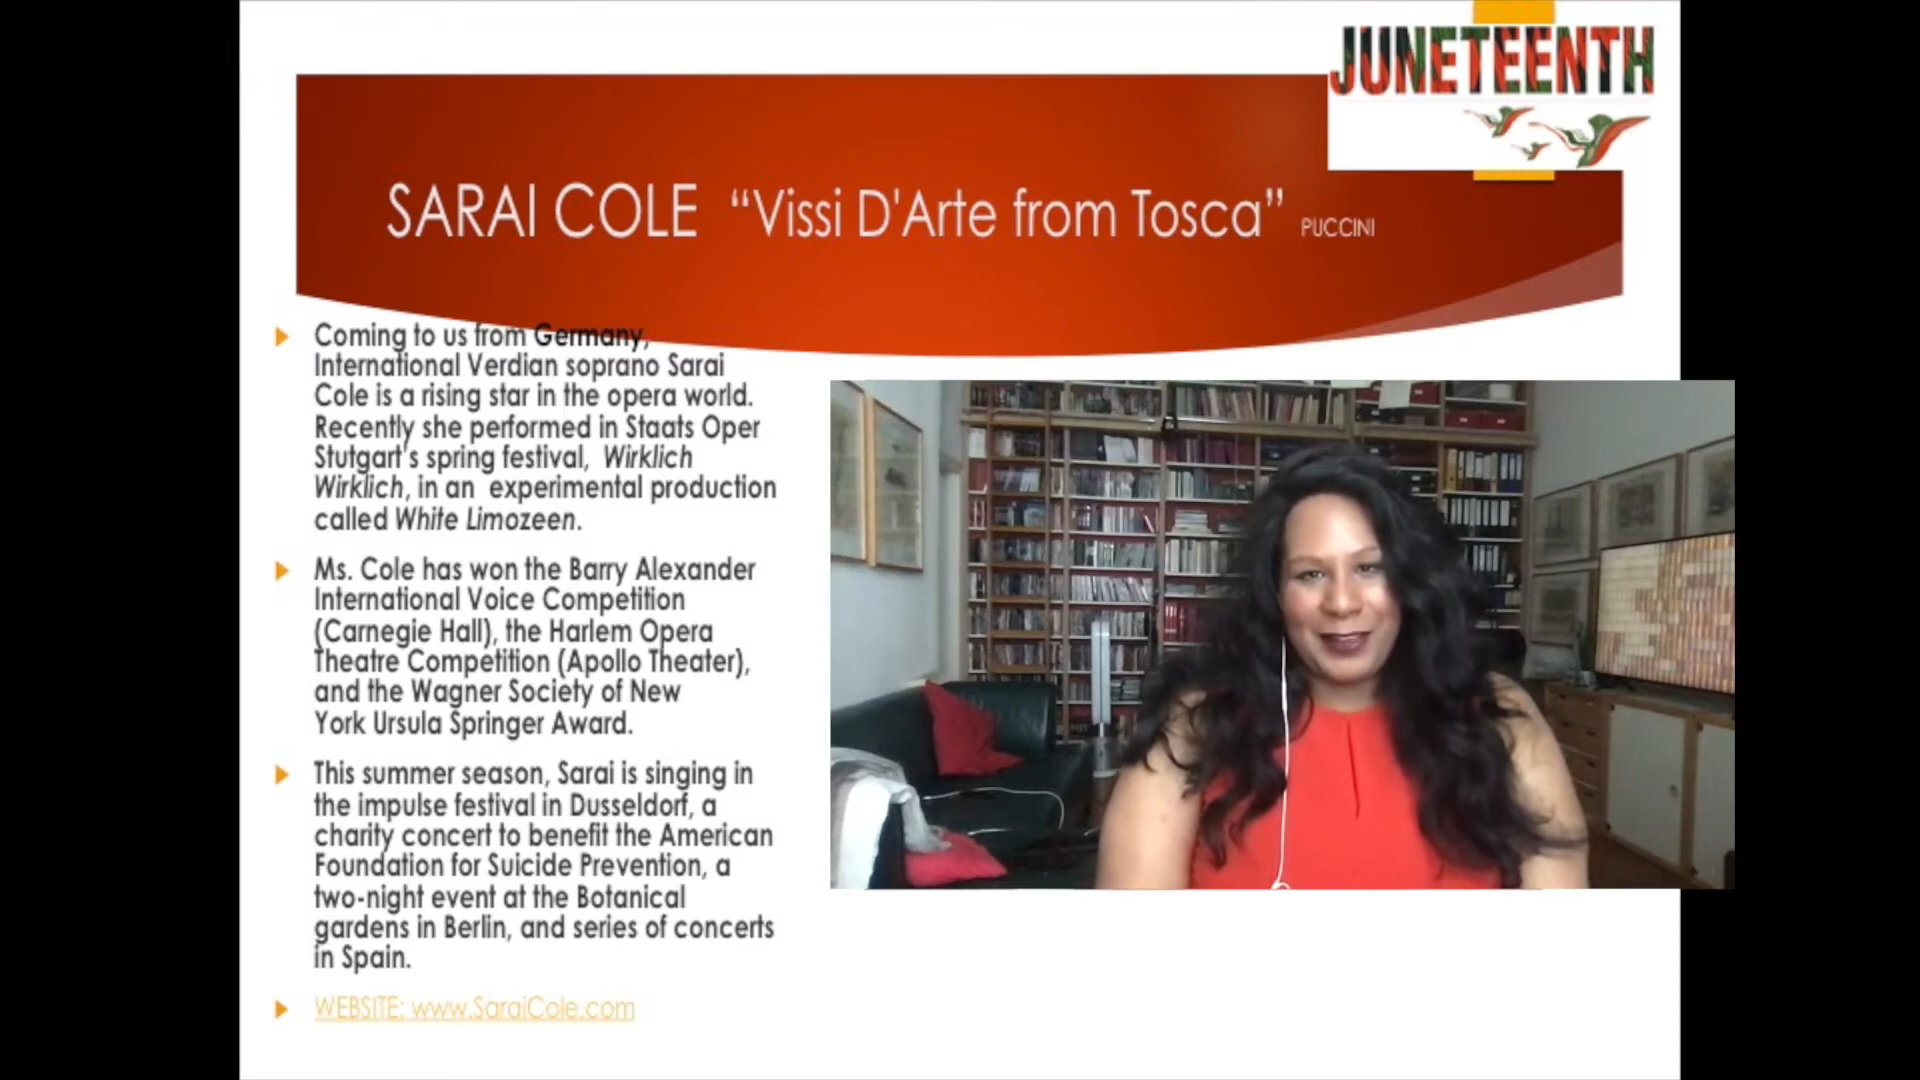 JUNETEENTH
SARAI COLE “Vissi D'Arte from Tosca” PUCCINI
Coming to us from Germany,
International Verdian soprano Sarai
Cole is a rising star in the opera world.
Recently she performed in Staats Oper
Stutgart's spring festival, Wirklich
Wirklich, in an experimental production
called White Limozeen.
Ms. Cole has won the Barry Alexander
International Voice Competition
(Carnegie Hall), the Harlem Opera
Theatre Competition (Apollo Theater),
and the Wagner Society of New
York Ursula Springer Award.
This summer season, Sarai is singing in
the impulse festival in Dusseldorf, a
charity concert to benefit the American
Foundation for Suicide Prevention, a
two-night event at the Botanical
gardens in Berlin, and series of concerts
in Spain.
WEBSITE: www.SaraiCole.com